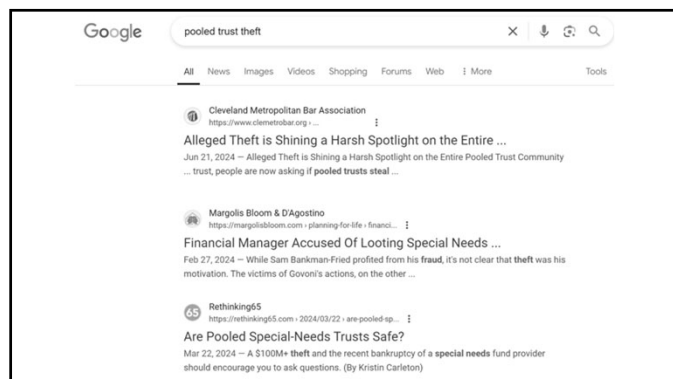 Google
pooled trust theft
All News Images Videos Shopping Forums Web More Tools
Cleveland Metropolitan Bar Association
https://www.clemetrobar.org › ...
Alleged Theft is Shining a Harsh Spotlight on the Entire ...
Jun 21, 2024 — Alleged Theft is Shining a Harsh Spotlight on the Entire Pooled Trust Community
... trust, people are now asking if pooled trusts steal ...
Margolis Bloom & D'Agostino
https://margolisbloom.com › planning-for-life › financi...
Financial Manager Accused Of Looting Special Needs ...
Feb 27, 2024 — While Sam Bankman-Fried profited from his fraud, it's not clear that theft was his
motivation. The victims of Govoni's actions, on the other ...
65
Rethinking65
https://rethinking65.com › 2024/03/22 › are-pooled-sp...
Are Pooled Special-Needs Trusts Safe?
Mar 22, 2024 — A $100M+ theft and the recent bankruptcy of a special needs fund provider
should encourage you to ask questions. (By Kristin Carleton)